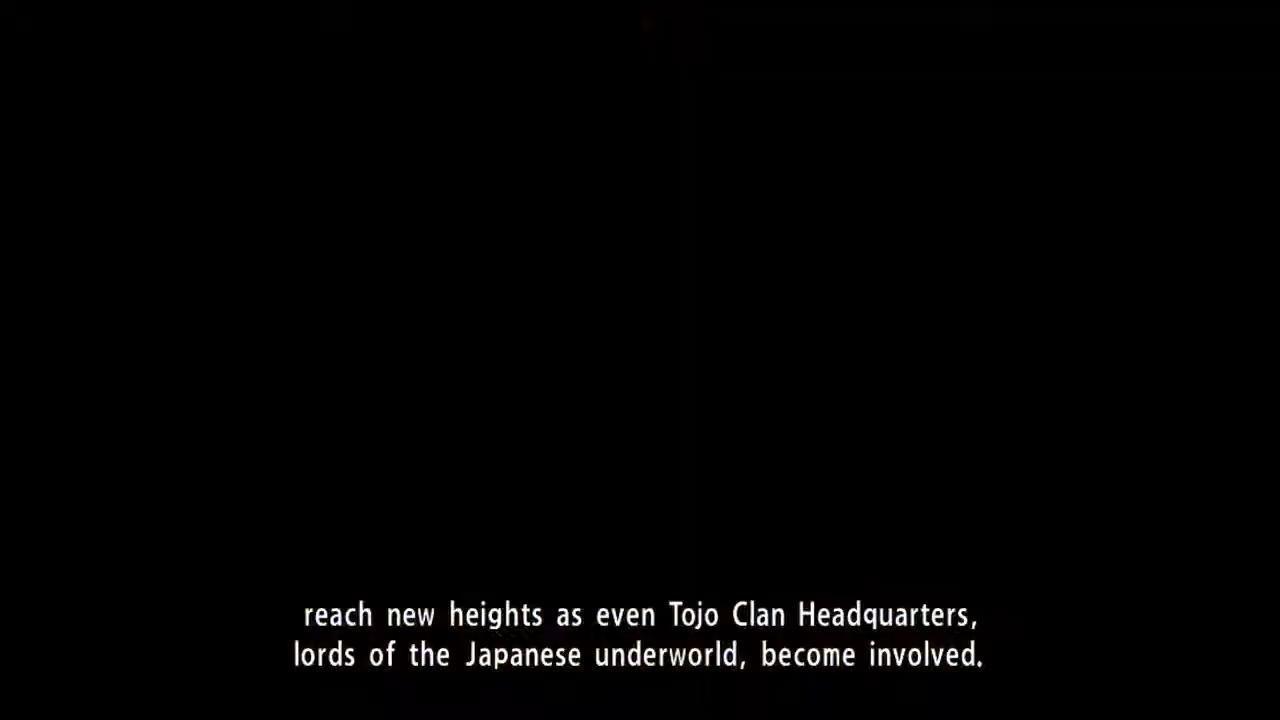 reach new heights as even Tojo Clan Headquarters,
lords of the Japanese underworld, become involved.